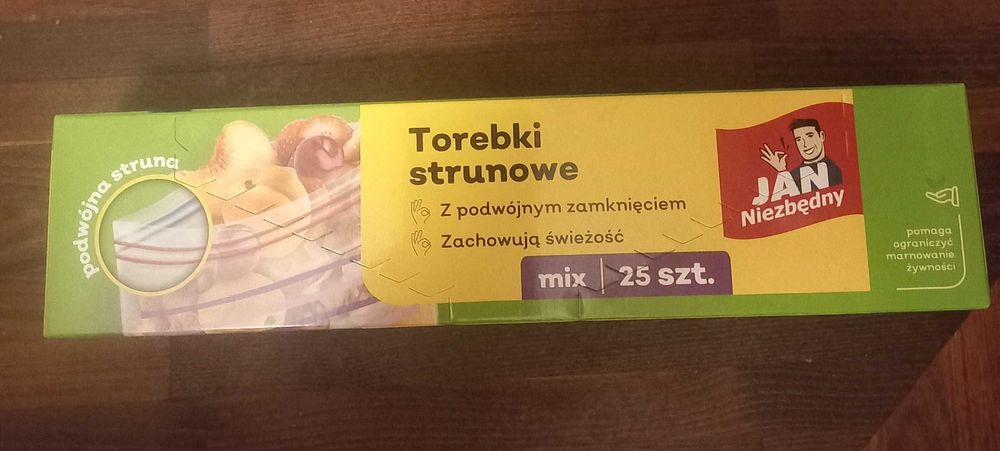 podwójna struna
Torebki
strunowe
Z podwójnym zamknięciem
Zachowują świeżość
mix | 25 szt.
JAN
Niezbędny
pomaga
ograniczyć
marnowanie
żywności